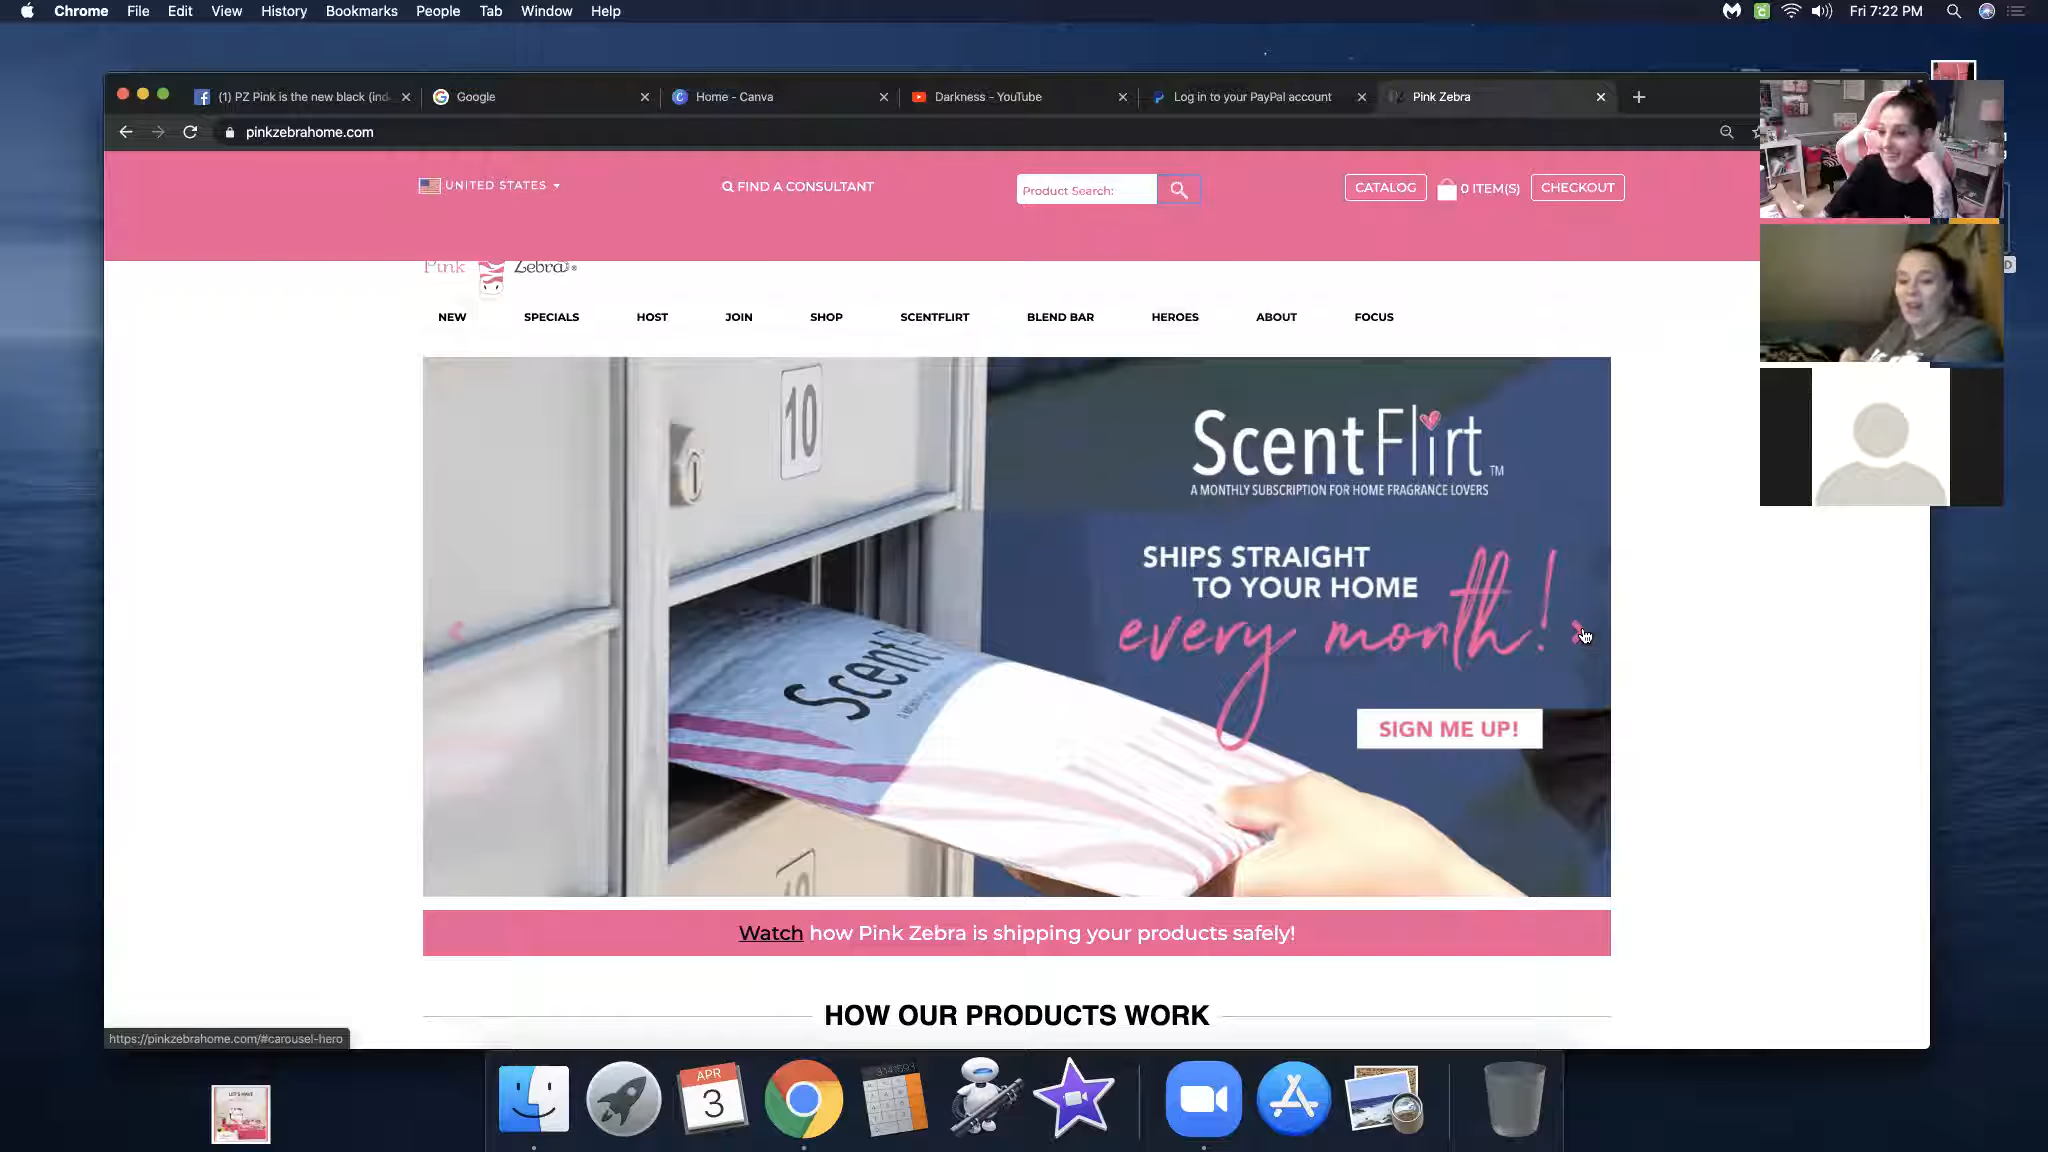 Chrome File Edit View History Bookmarks People Tab Window Help Fri 7:22 PM
(1) PZ Pink is the new black (ind Google Home - Canva Darkness - YouTube Log in to your PayPal account Pink Zebra
pinkzebrahome.com
UNITED STATES FIND A CONSULTANT Product Search: CATALOG 0 ITEM(S) CHECKOUT
Pink Zebra®
NEW SPECIALS HOST JOIN SHOP SCENTFLIRT BLEND BAR HEROES ABOUT FOCUS
10
ScentFlirt™
A MONTHLY SUBSCRIPTION FOR HOME FRAGRANCE LOVERS
SHIPS STRAIGHT
TO YOUR HOME
every month!
ScentF
SIGN ME UP!
Watch how Pink Zebra is shipping your products safely!
HOW OUR PRODUCTS WORK
https://pinkzebrahome.com/#carousel-hero
LET'S HAVE
APR
3